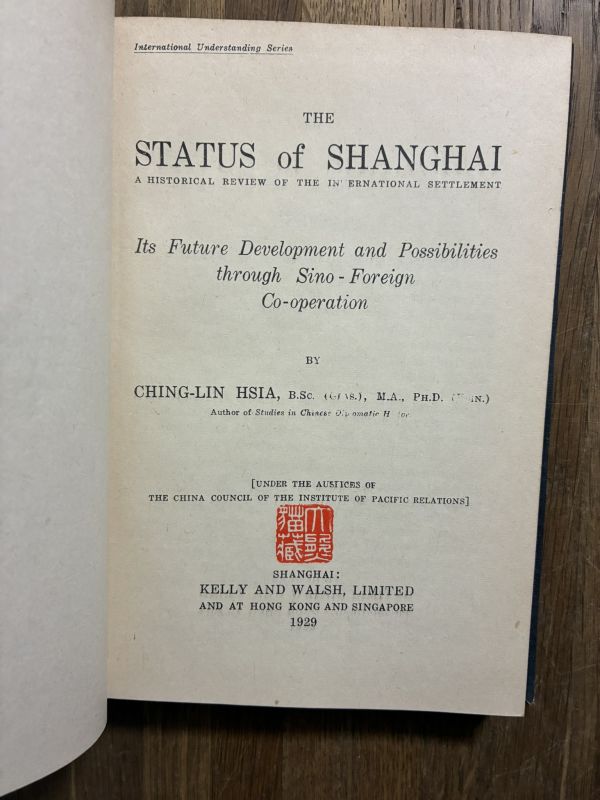 International Understanding Series
THE
STATUS of SHANGHAI
A HISTORICAL REVIEW OF THE INTERNATIONAL SETTLEMENT
Its Future Development and Possibilities
through Sino-Foreign
Co-operation
BY
CHING-LIN HSIA, B.Sc. M.A., PH.D.
Author of Studies in Chinese Diplomatic
[UNDER THE AUSPICES OF
THE CHINA COUNCIL OF THE INSTITUTE OF PACIFIC RELATIONS]
貓藏
SHANGHAI:
KELLY AND WALSH, LIMITED
AND AT HONG KONG AND SINGAPORE
1929